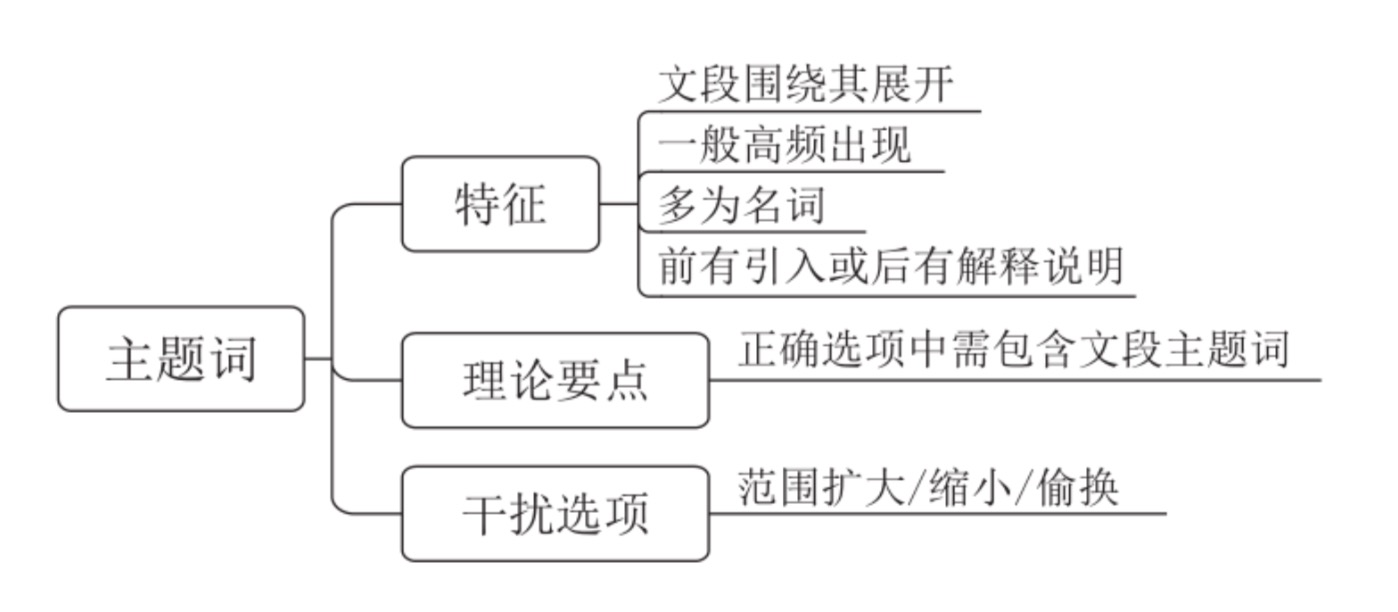 主题词
特征
文段围绕其展开
一般高频出现
多为名词
前有引入或后有解释说明
理论要点
正确选项中需包含文段主题词
干扰选项
范围扩大/缩小/偷换